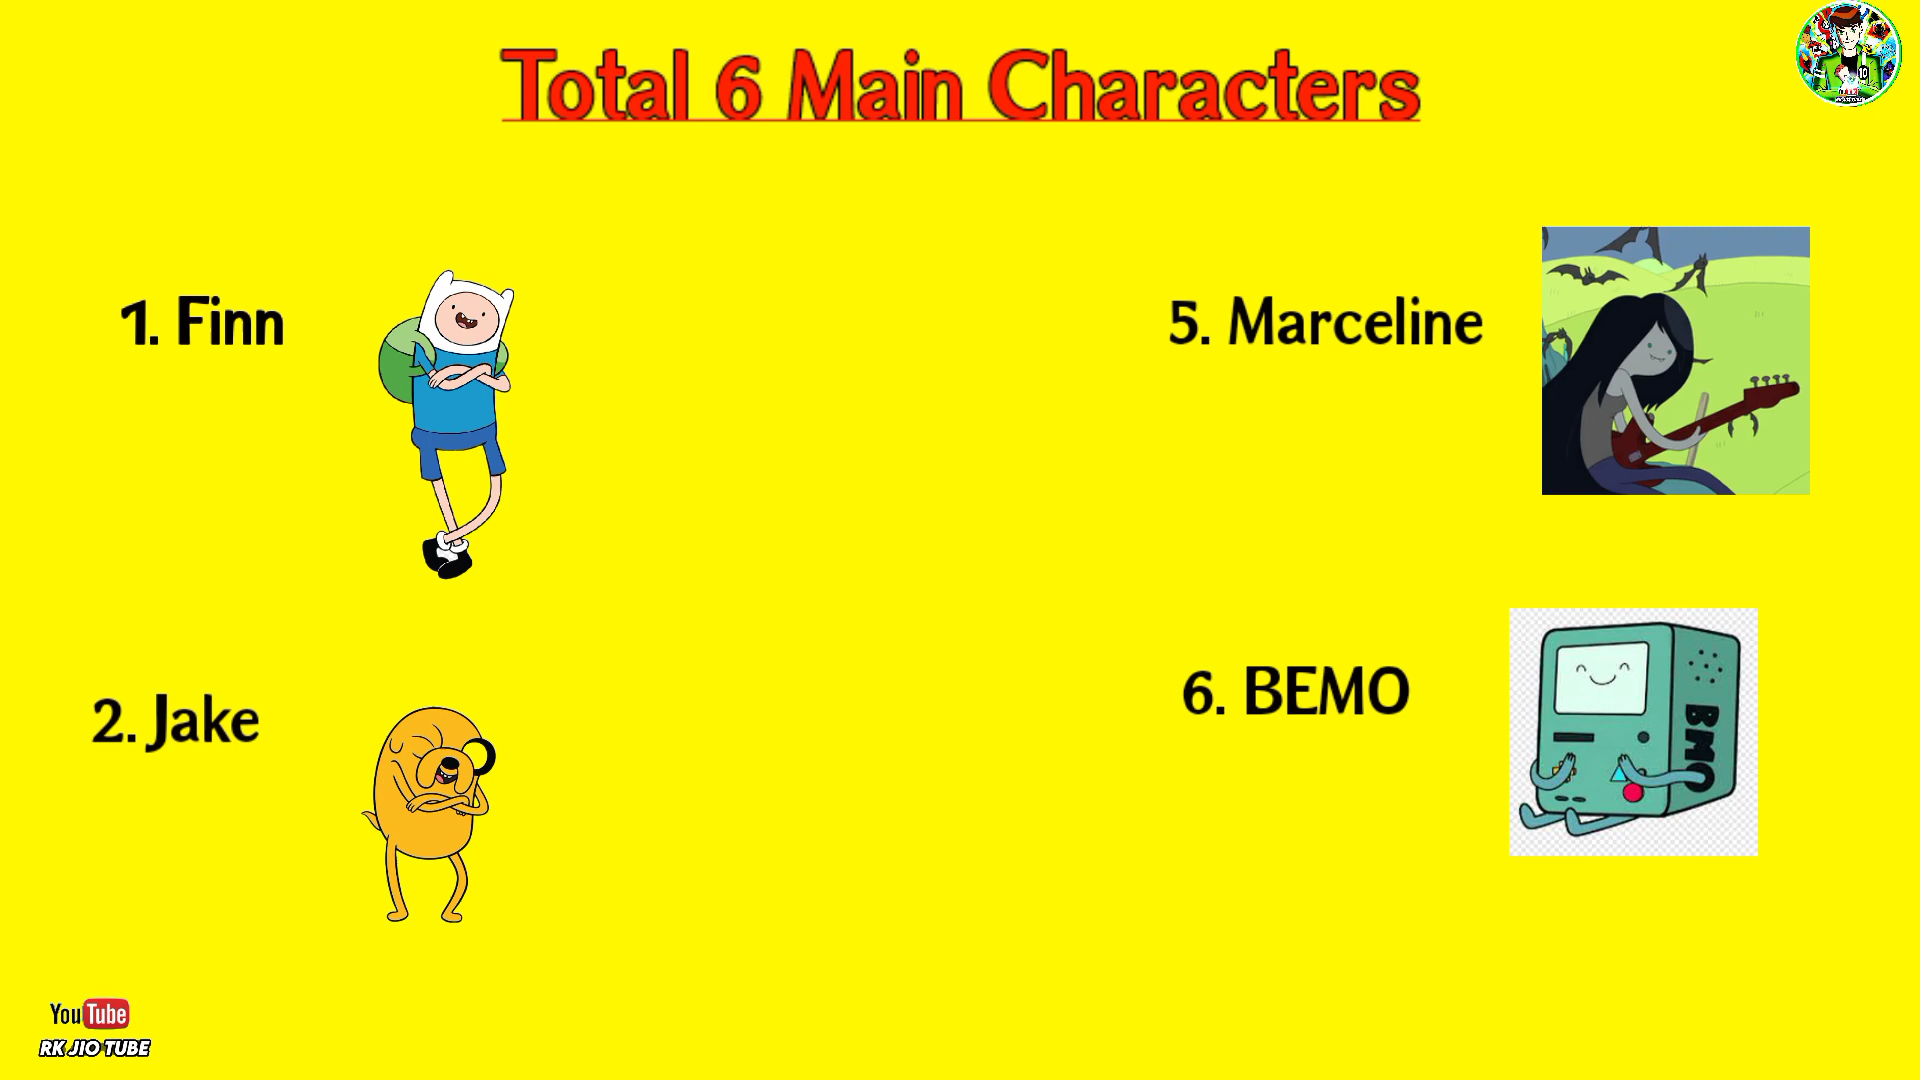 Total 6 Main Characters
1. Finn
5. Marceline
2. Jake
6. BEMO
BMO
YouTube
RK JIO TUBE